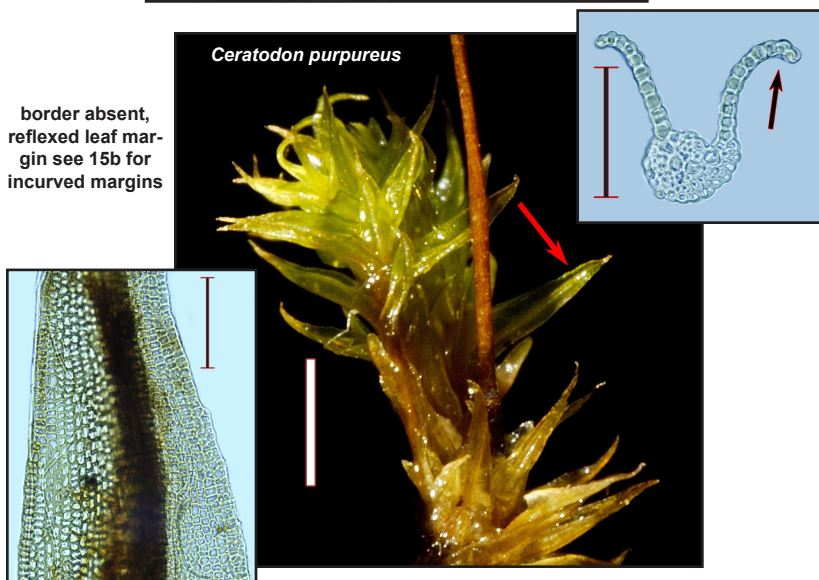 Ceratodon purpureus
border absent,
reflexed leaf mar-
gin see 15b for
incurved margins